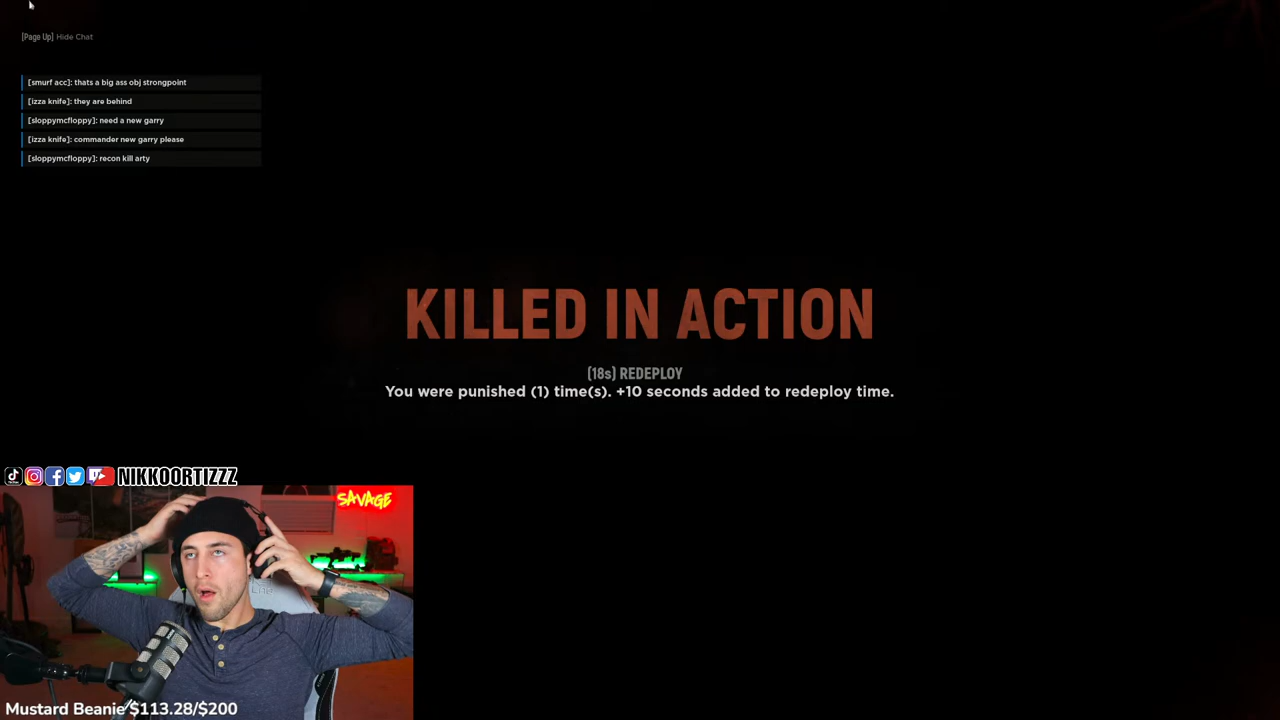 [Page Up] Hide Chat
[smurf acc]: thats a big ass obj strongpoint
[izza knife]: they are behind
[sloppymcfloppy]: need a new garry
[izza knife]: commander new garry please
[sloppymcfloppy]: recon kill arty
KILLED IN ACTION
(18s) REDEPLOY
You were punished (1) time(s). +10 seconds added to redeploy time.
NIKKOORTIZZZ
SAVAGE
Mustard Beanie $113.28/$200